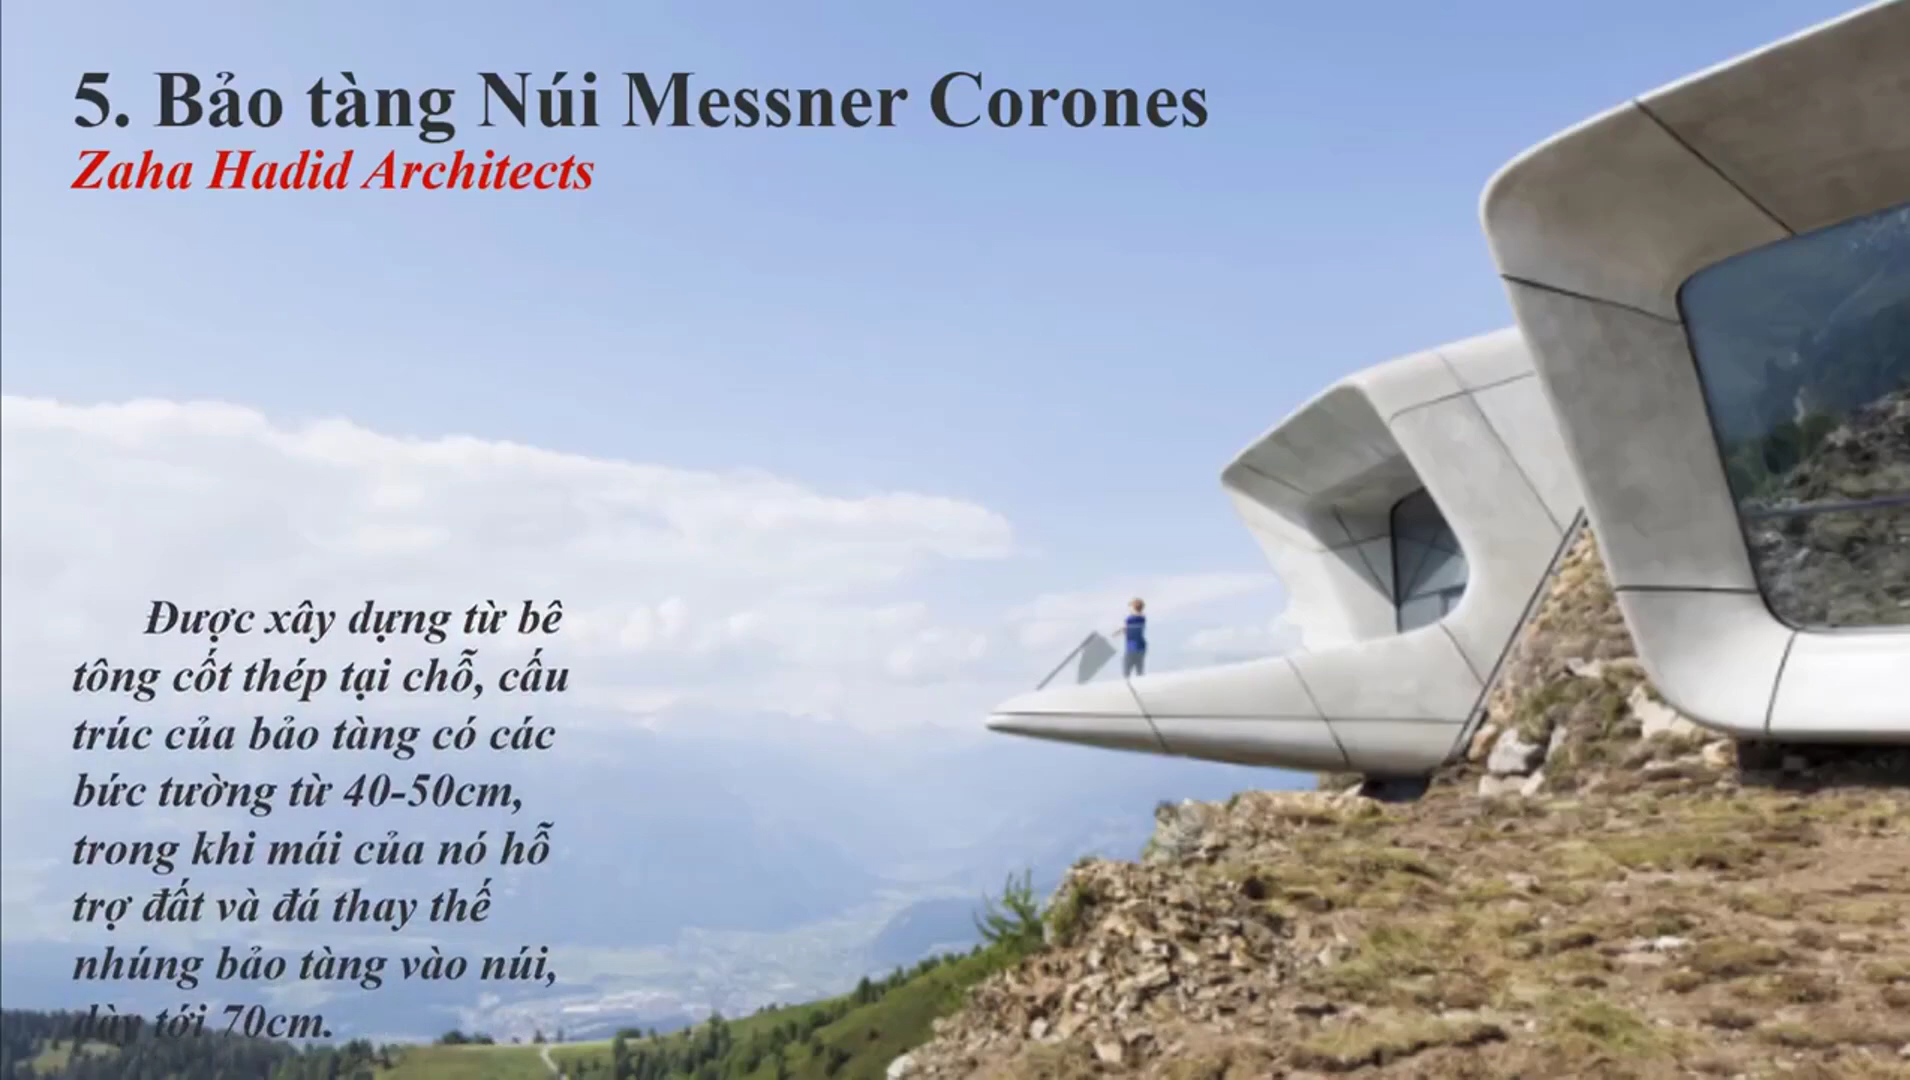 5. Bảo tàng Núi Messner Corones
Zaha Hadid Architects
Được xây dựng từ bê
tông cốt thép tại chỗ, cấu
trúc của bảo tàng có các
bức tường từ 40-50cm,
trong khi mái của nó hỗ
trợ đất và đá thay thế
nhúng bảo tàng vào núi,
dày tới 70cm.